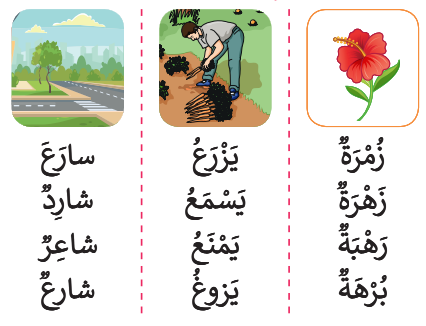 زُمْرَةٌ
زَهْرَةٌ
رَهْبَةٌ
بُرْهَةٌ
يَزْرَعُ
يَسْمَعُ
يَمْنَعُ
يَزوغُ
سارَعَ
شارِدٌ
شاعِرٌ
شارِعٌ